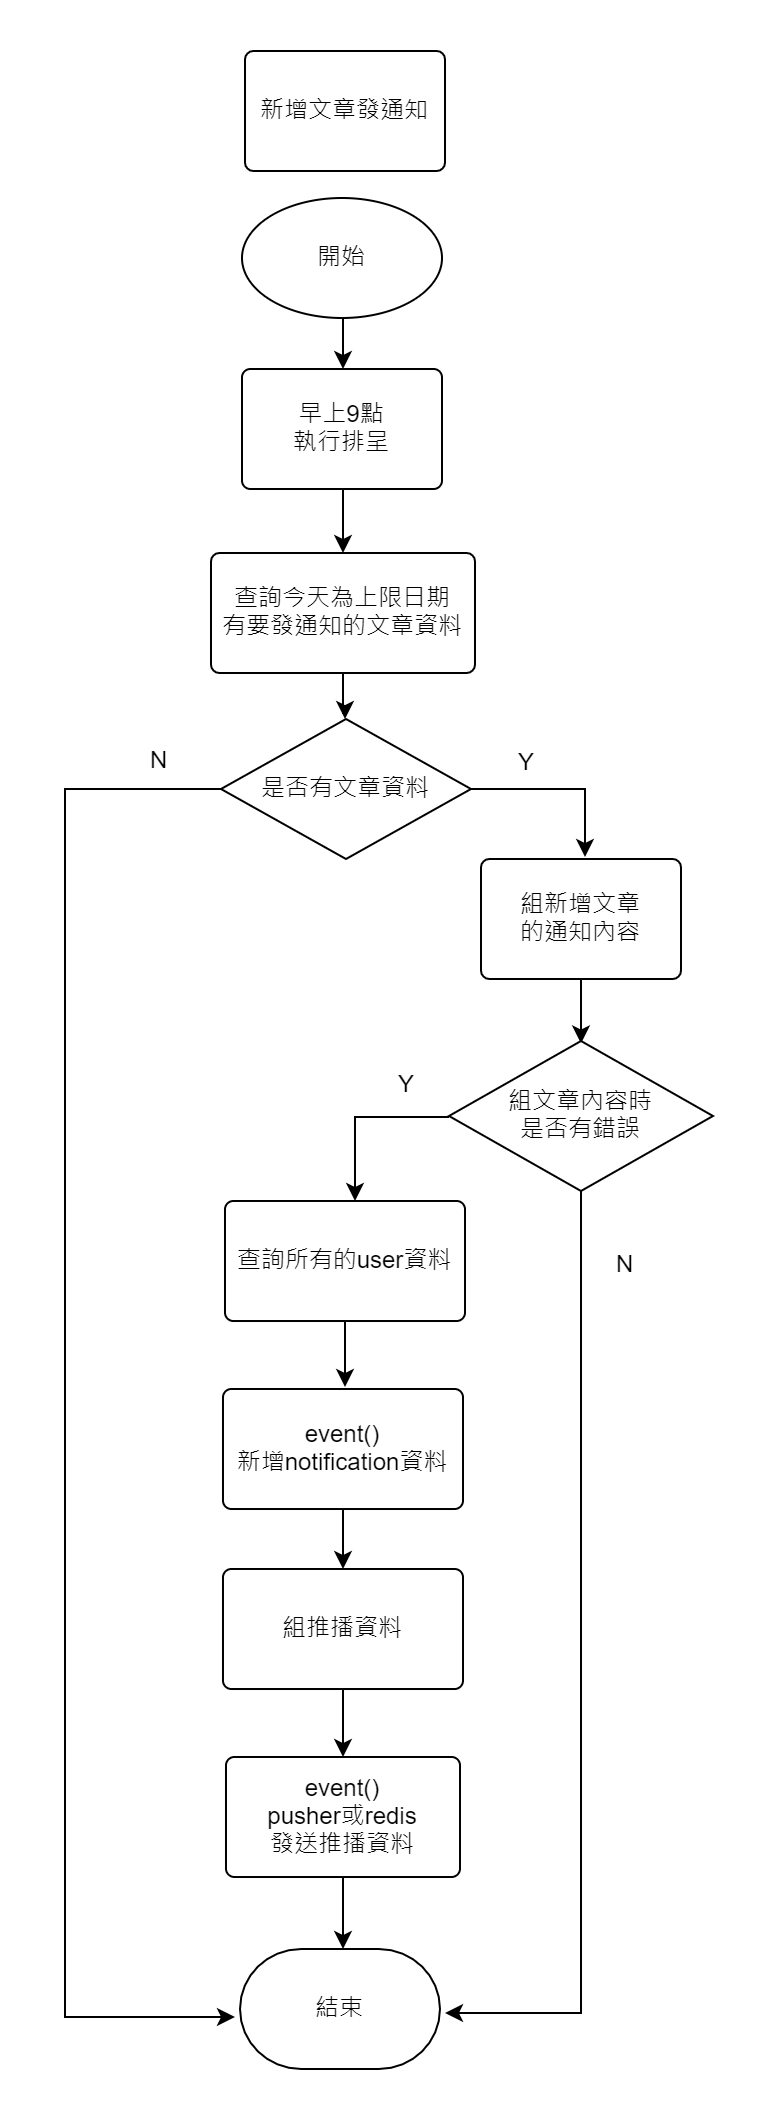 新增文章發通知
開始
早上9點
執行排呈
查詢今天為上限日期
有要發通知的文章資料
N
Y
是否有文章資料
組新增文章
的通知內容
Y
組文章內容時
是否有錯誤
查詢所有的user資料
N
event()
新增notification資料
組推播資料
event()
pusher或redis
發送推播資料
結束